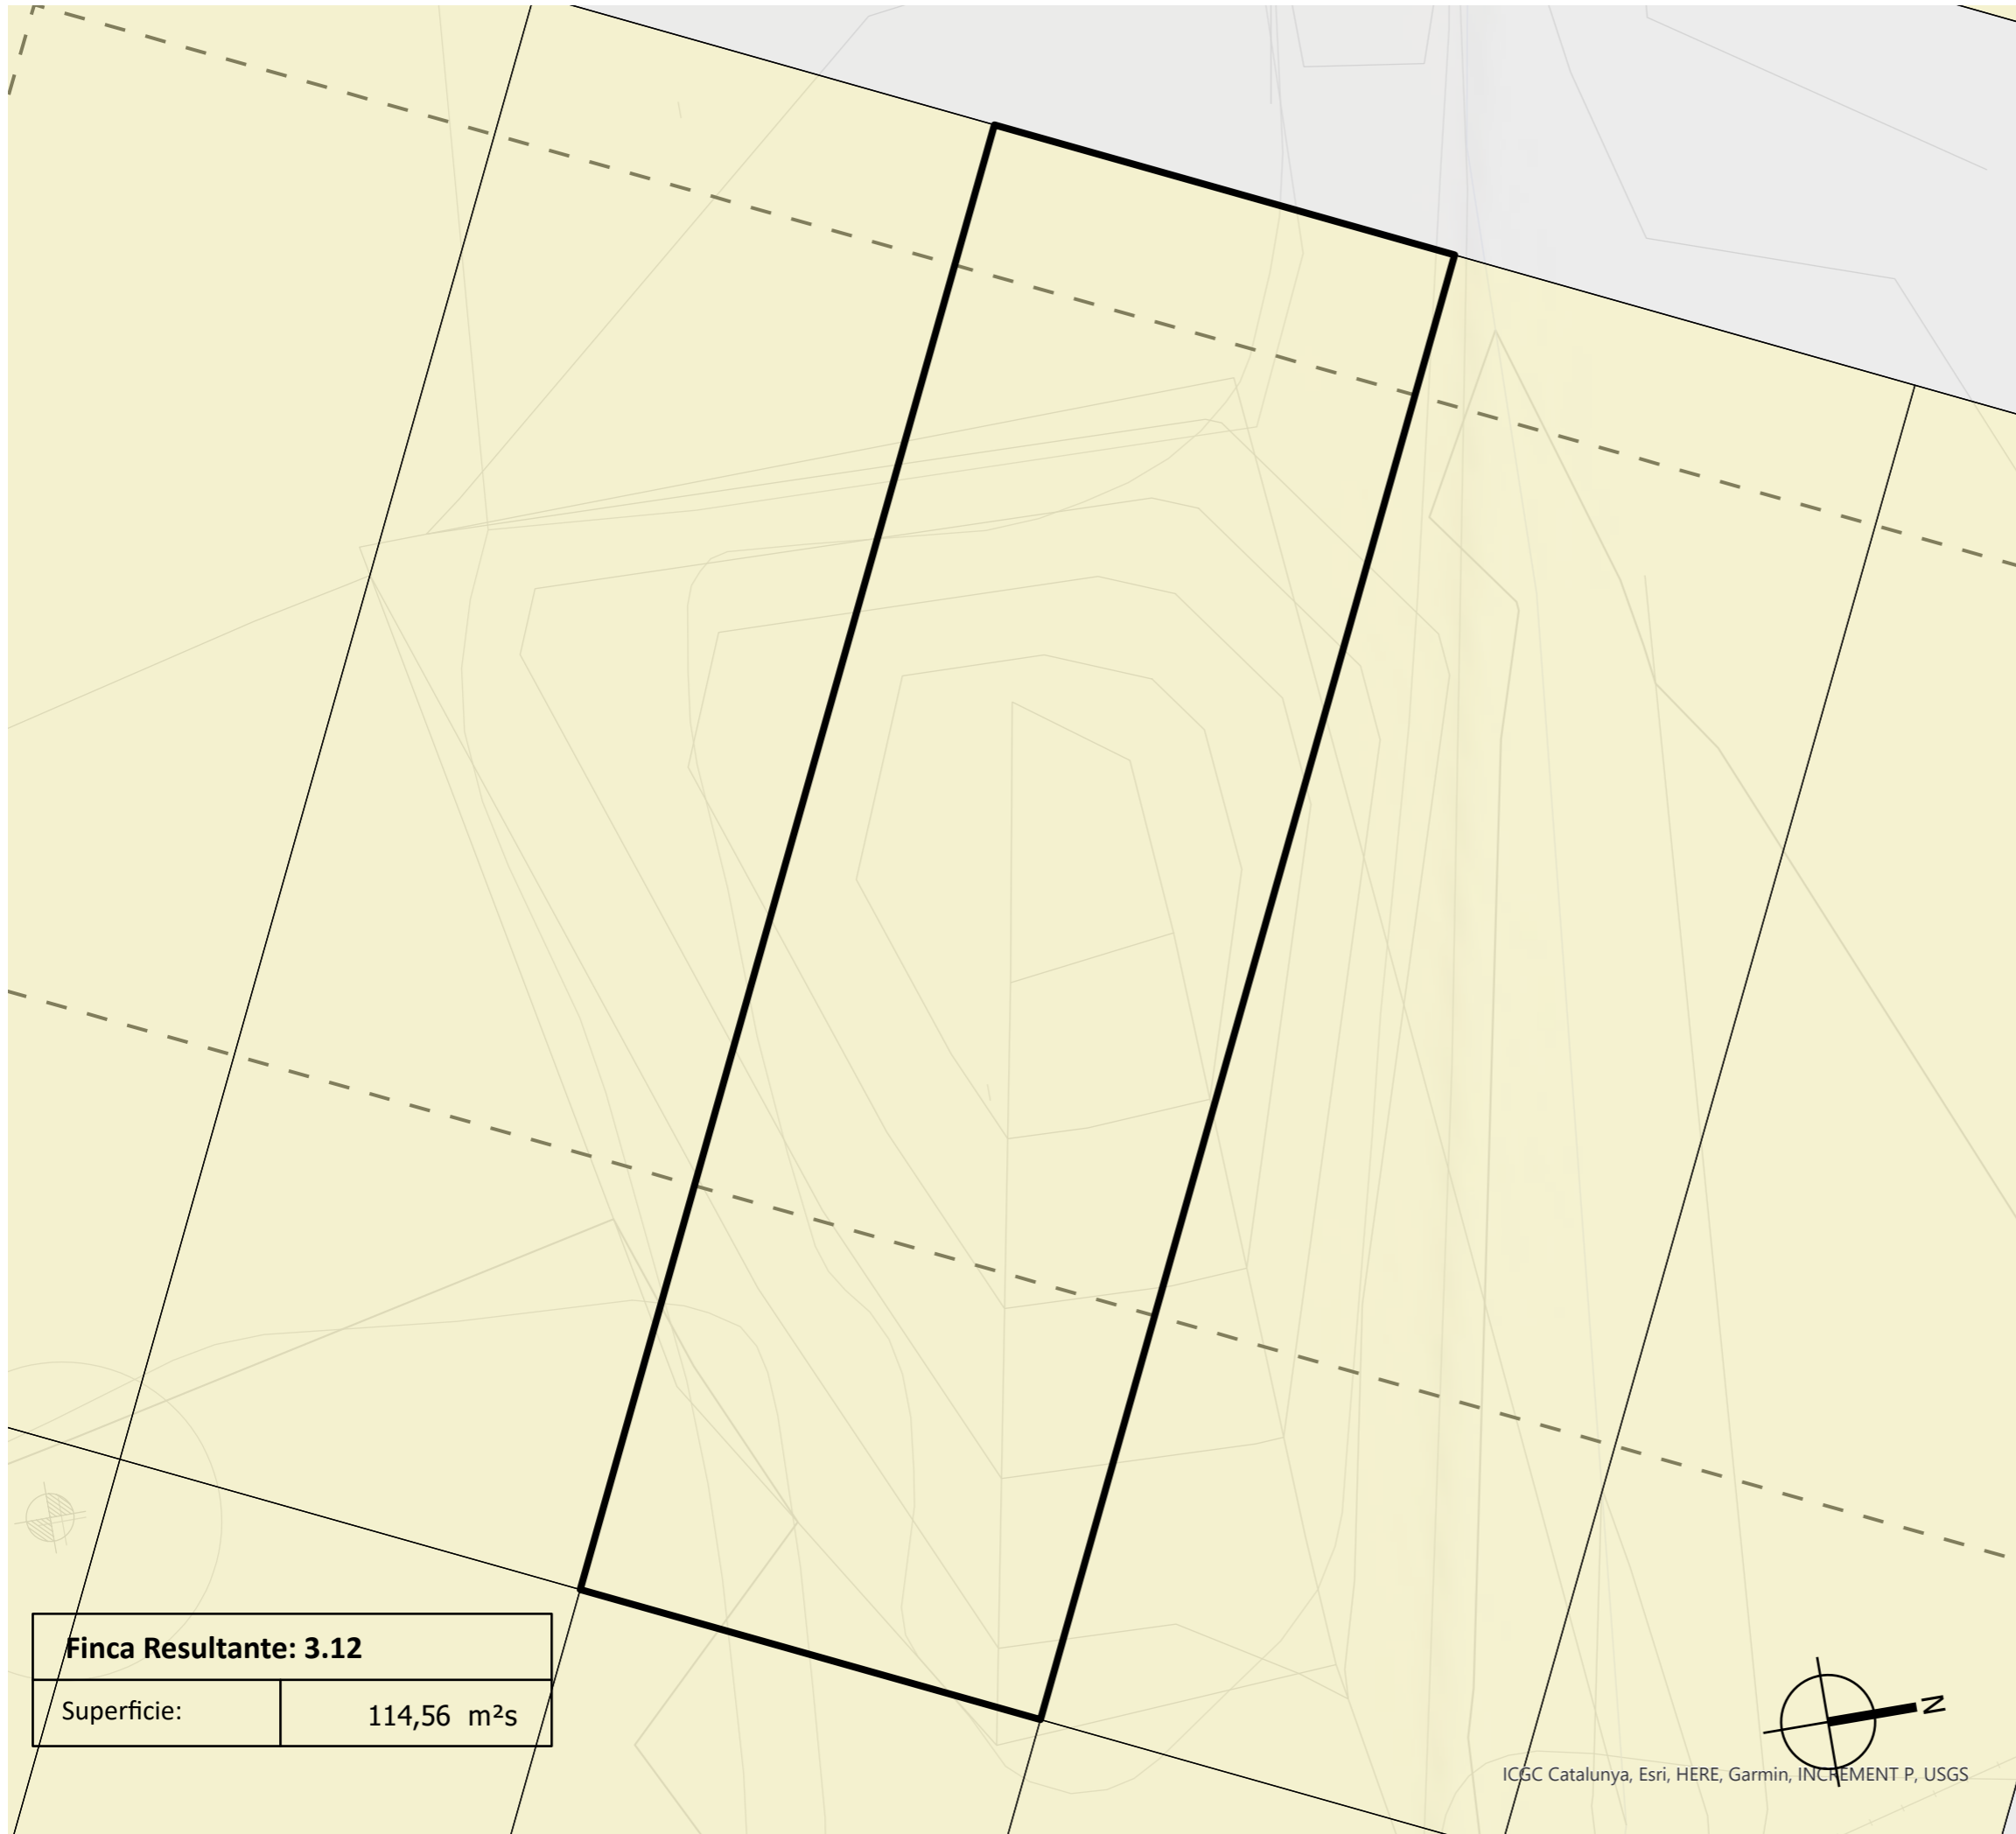 Finca Resultante: 3.12
Superficie: 114,56 m²s
N
ICGC Catalunya, Esri, HERE, Garmin, INCREMENT P, USGS